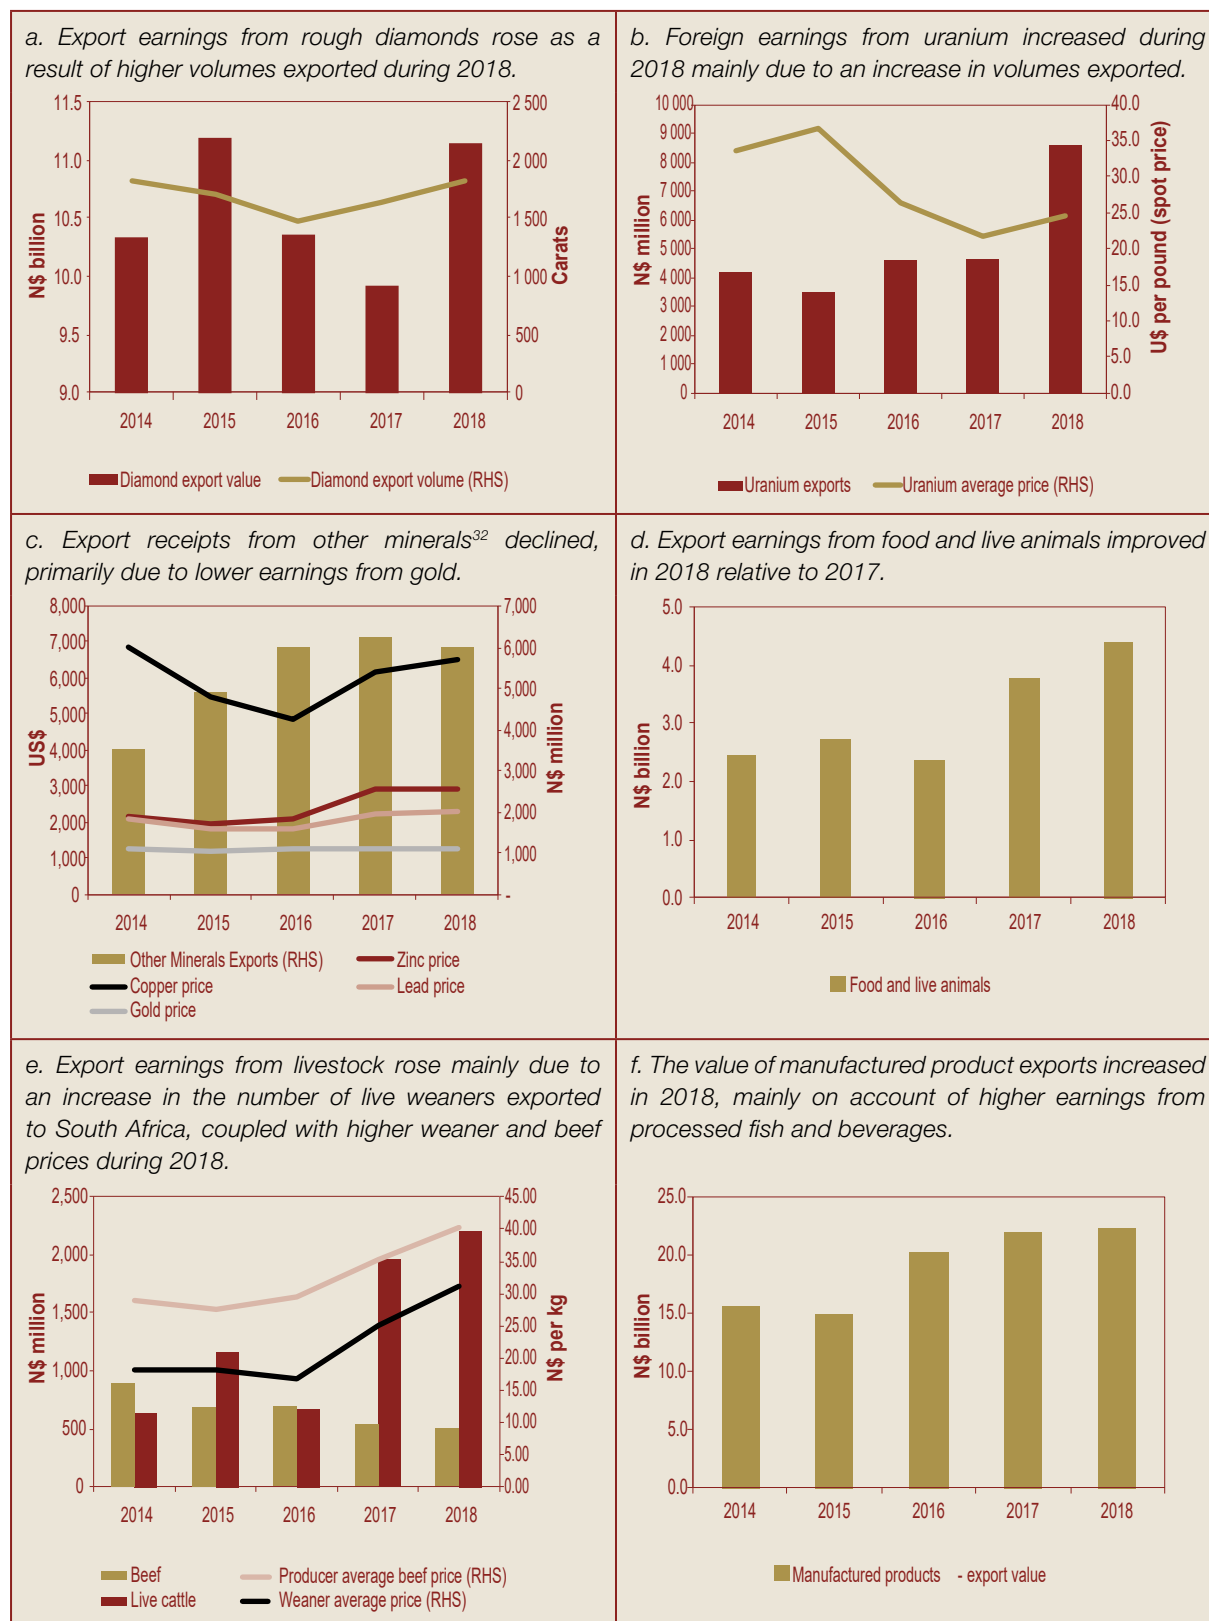 a. Export earnings from rough diamonds rose as a
result of higher volumes exported during 2018.
11.5
11.0
10.5
10.0
9.5
9.0
N$ billion
2 500
2 000
1 500
1 000
500
0
Carats
2014 2015 2016 2017 2018
Diamond export value Diamond export volume (RHS)
b. Foreign earnings from uranium increased during
2018 mainly due to an increase in volumes exported.
10 000
9 000
8 000
7 000
6 000
5 000
4 000
3 000
2 000
1 000
0
N$ million
40.0
35.0
30.0
25.0
20.0
15.0
10.0
5.0
0.0
U$ per pound (spot price)
2014 2015 2016 2017 2018
Uranium exports Uranium average price (RHS)
c. Export receipts from other minerals32 declined,
primarily due to lower earnings from gold.
8,000
7,000
6,000
5,000
4,000
3,000
2,000
1,000
0
US$
7,000
6,000
5,000
4,000
3,000
2,000
1,000
-
N$ million
2014 2015 2016 2017 2018
Other Minerals Exports (RHS) Zinc price
Copper price Lead price
Gold price
d. Export earnings from food and live animals improved
in 2018 relative to 2017.
5.0
4.0
3.0
2.0
1.0
0.0
N$ billion
2014 2015 2016 2017 2018
Food and live animals
e. Export earnings from livestock rose mainly due to
an increase in the number of live weaners exported
to South Africa, coupled with higher weaner and beef
prices during 2018.
2,500
2,000
1,500
1,000
500
0
N$ million
45.00
40.00
35.00
30.00
25.00
20.00
15.00
10.00
5.00
0.00
N$ per kg
2014 2015 2016 2017 2018
Beef Producer average beef price (RHS)
Live cattle Weaner average price (RHS)
f. The value of manufactured product exports increased
in 2018, mainly on account of higher earnings from
processed fish and beverages.
25.0
20.0
15.0
10.0
5.0
0.0
N$ billion
2014 2015 2016 2017 2018
Manufactured products - export value